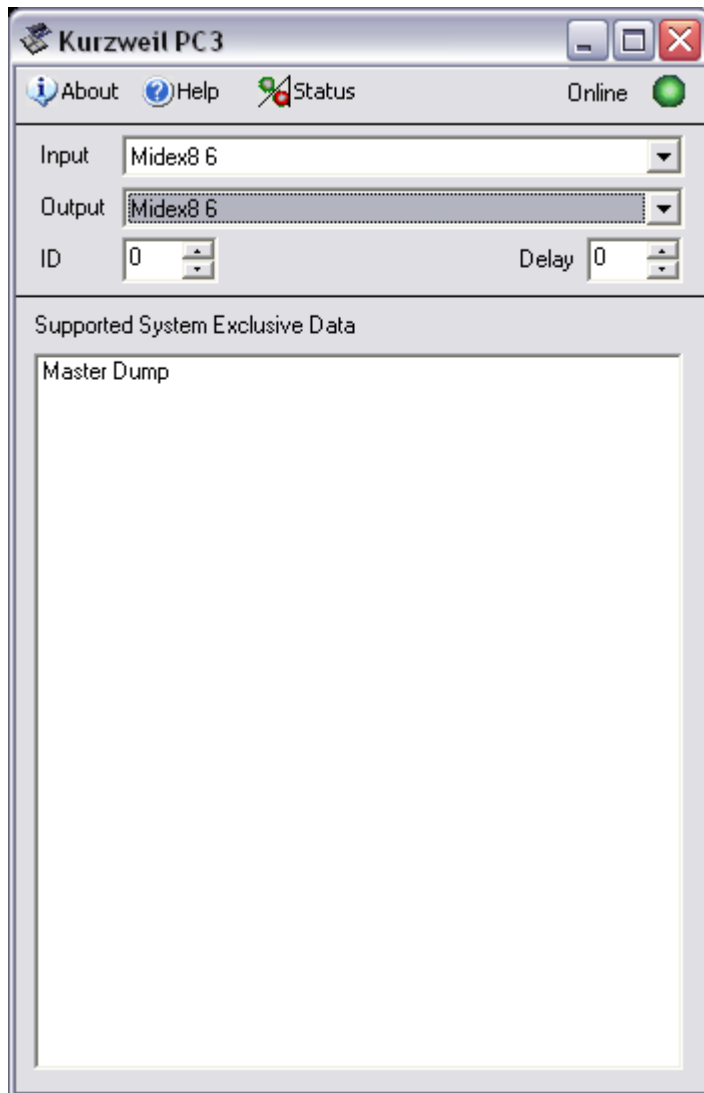 Kurzweil PC3
About Help Status Online
Input Midex8 6
Output Midex8 6
ID 0 Delay 0
Supported System Exclusive Data
Master Dump